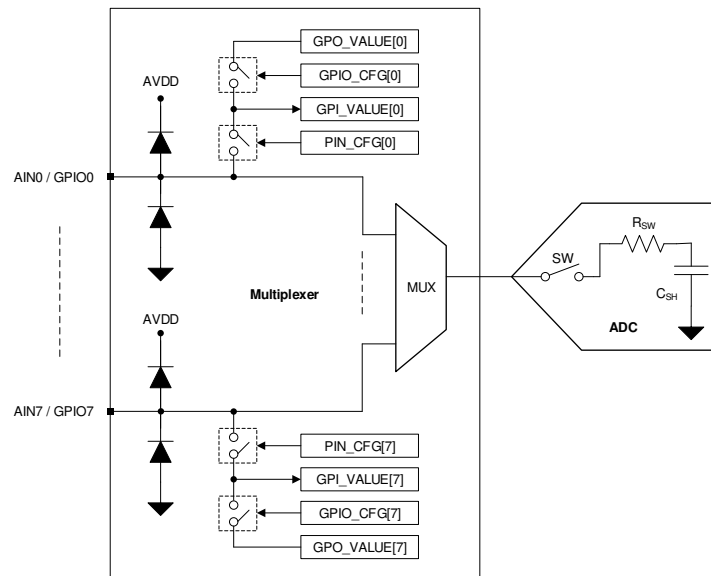 GPO_VALUE[0]
AVDD
GPIO_CFG[0]
GPI_VALUE[0]
PIN_CFG[0]
AIN0 / GPIO0
RSW
SW
Multiplexer
MUX
CSH
ADC
AVDD
AIN7 / GPIO7
PIN_CFG[7]
GPI_VALUE[7]
GPIO_CFG[7]
GPO_VALUE[7]